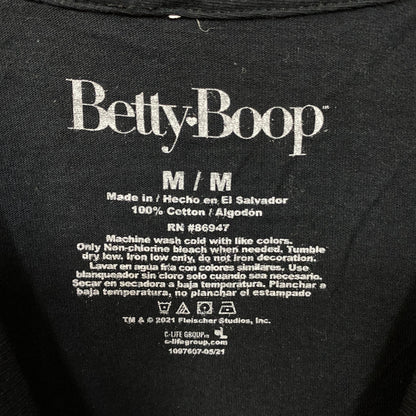 Betty♥Boop™
M / M
Made in / Hecho en El Salvador
100% Cotton / Algodón
RN #86947
Machine wash cold with like colors.
Only Non-chlorine bleach when needed. Tumble
dry low. Iron low only, do not iron decoration.
Lavar en agua fria con colores similares. Use
blanqueador sin cloro cuando sea necesario.
Secar en secadora a baja temperatura. Planchar a
baja temperatura, no planchar el estampado
TM & © 2021 Fleischer Studios, Inc.
C-LIFE GROUP
c-lifegroup.com
1097607-05/21